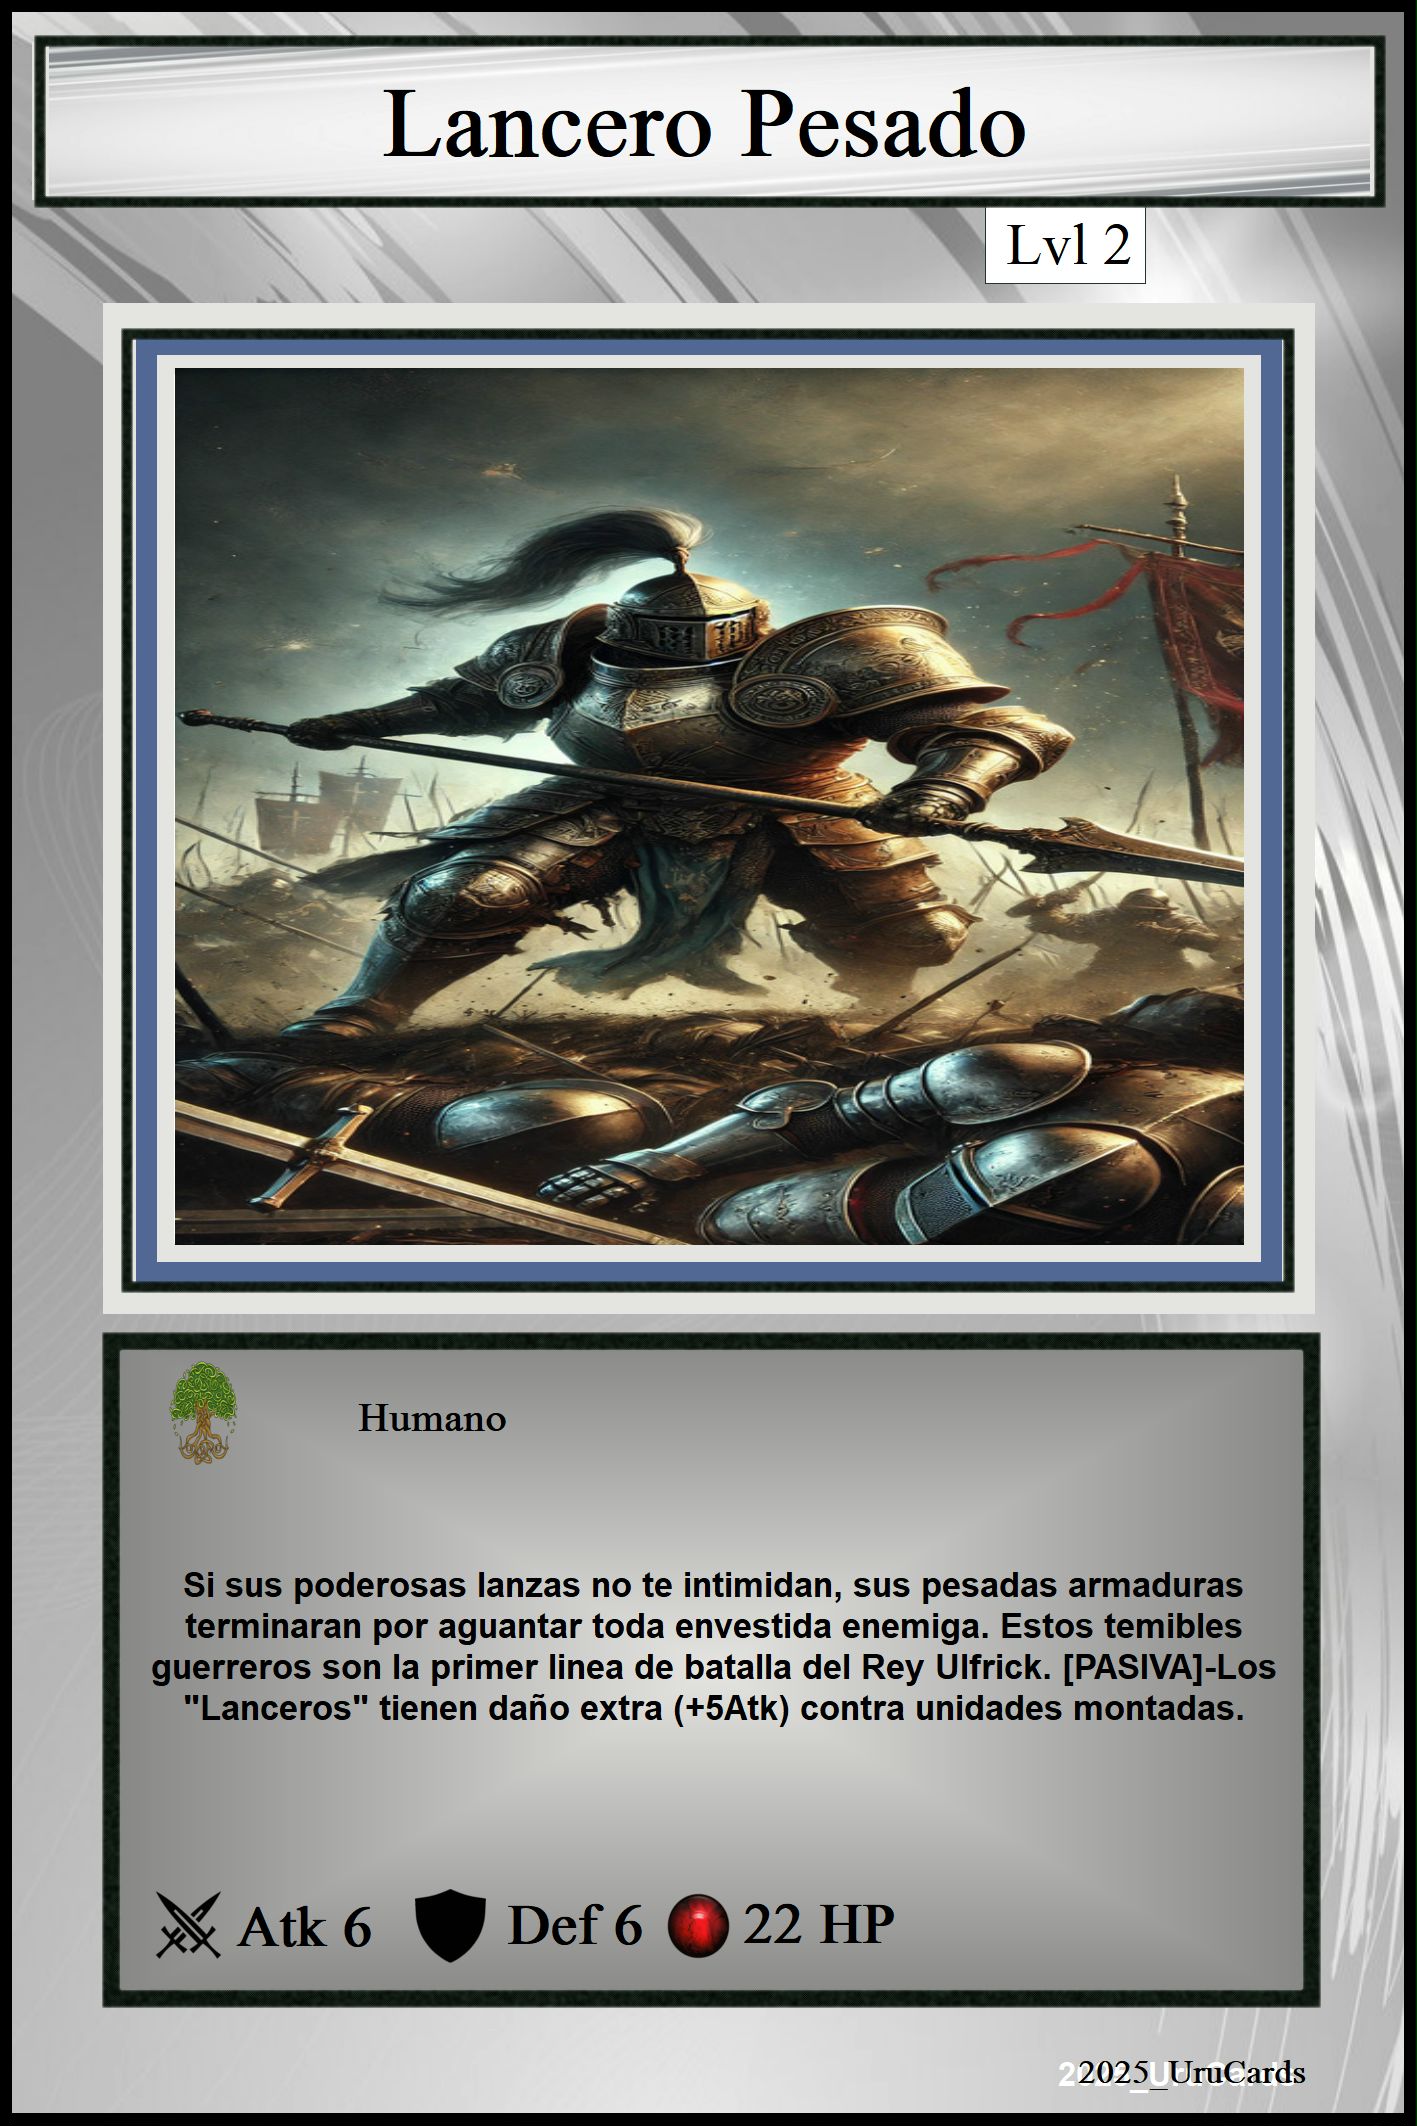 Lancero Pesado
Lvl 2
Humano
Si sus poderosas lanzas no te intimidan, sus pesadas armaduras
terminaran por aguantar toda envestida enemiga. Estos temibles
guerreros son la primer linea de batalla del Rey Ulfrick. [PASIVA]-Los
"Lanceros" tienen daño extra (+5Atk) contra unidades montadas.
Atk 6 Def 6 22 HP
2025_UruCards